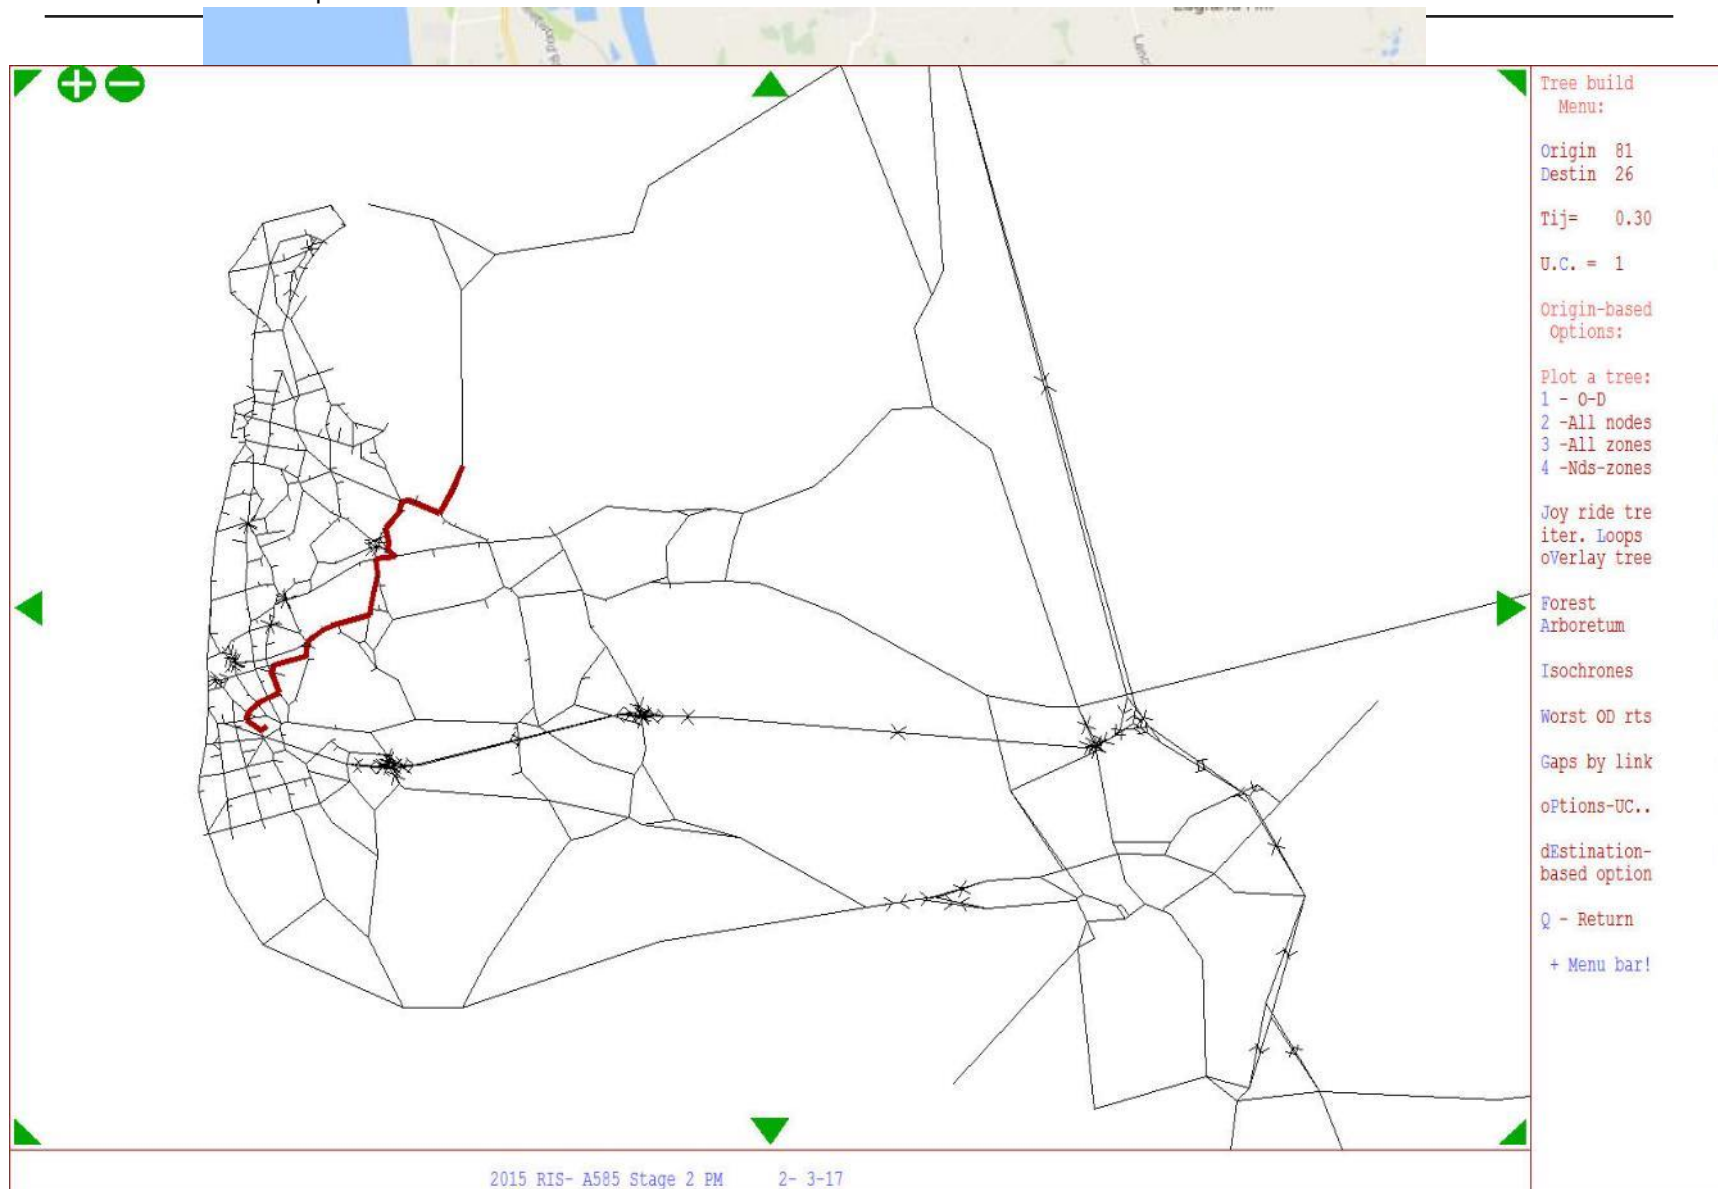 Tree build
Menu:
Origin 81
Destin 26
Tij= 0.30
U.C. = 1
Origin-based
Options:
Plot a tree:
1 - O-D
2 -All nodes
3 -All zones
4 -Nds-zones
Joy ride tre
iter. Loops
oVerlay tree
Forest
Arboretum
Isochrones
Worst OD rts
Gaps by link
oPtions-UC..
dEstination-
based option
Q - Return
+ Menu bar!
2015 RIS- A585 Stage 2 PM 2- 3-17